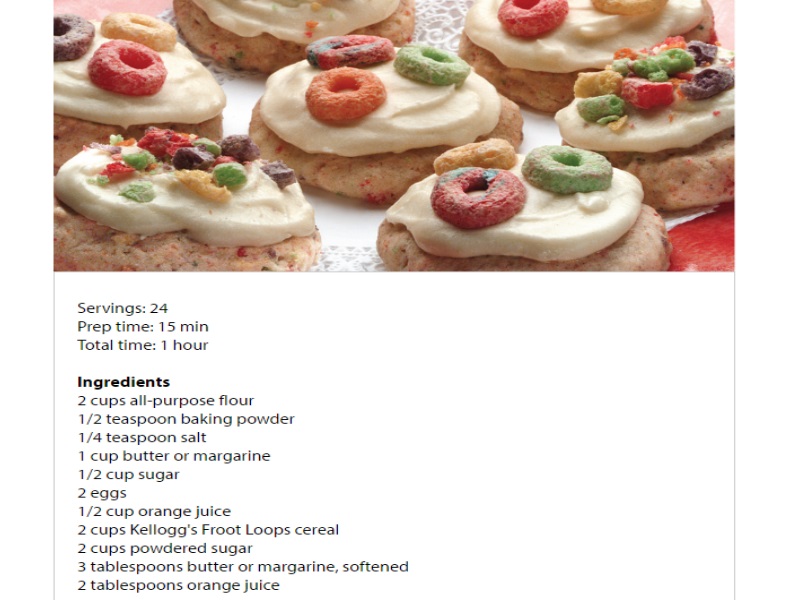 Servings: 24
Prep time: 15 min
Total time: 1 hour
Ingredients
2 cups all-purpose flour
1/2 teaspoon baking powder
1/4 teaspoon salt
1 cup butter or margarine
1/2 cup sugar
2 eggs
1/2 cup orange juice
2 cups Kellogg's Froot Loops cereal
2 cups powdered sugar
3 tablespoons butter or margarine, softened
2 tablespoons orange juice